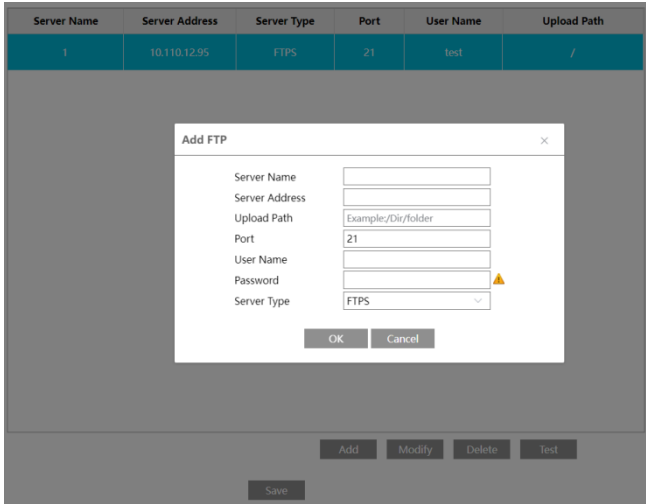 Server Name Server Address Server Type Port User Name Upload Path
1 10.110.12.95 FTPS 21 test /
Add FTP
Server Name
Server Address
Upload Path Example:/Dir/folder
Port 21
User Name
Password
Server Type FTPS
OK Cancel
Add Modify Delete Test
Save